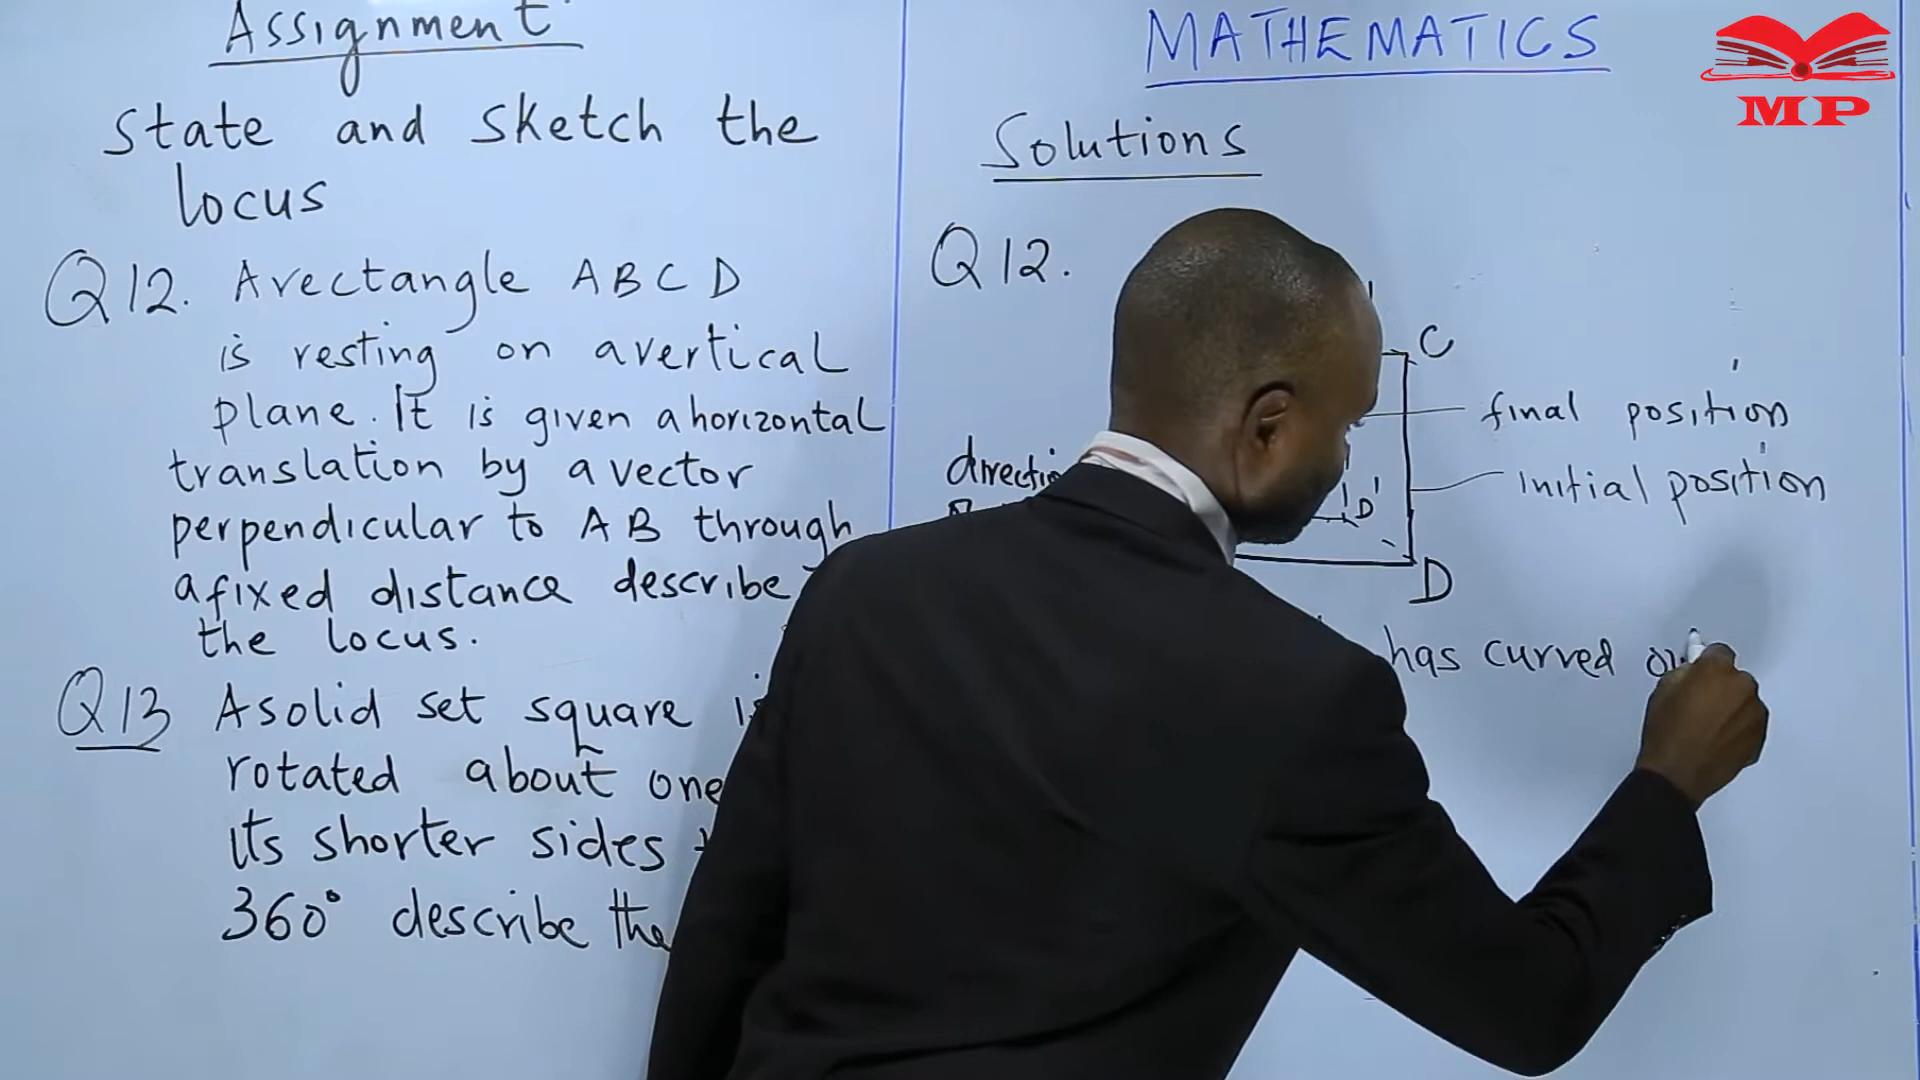 Assignment
State and sketch the
locus
Q12. A rectangle ABCD
is resting on a vertical
plane. It is given a horizontal
translation by a vector
perpendicular to AB through
a fixed distance describe
the locus.
Q13 A solid set square
rotated about one
its shorter sides
360° describe the
MATHEMATICS
MP
Solutions
Q12.
C
final position
initial position
D'
D
has curved